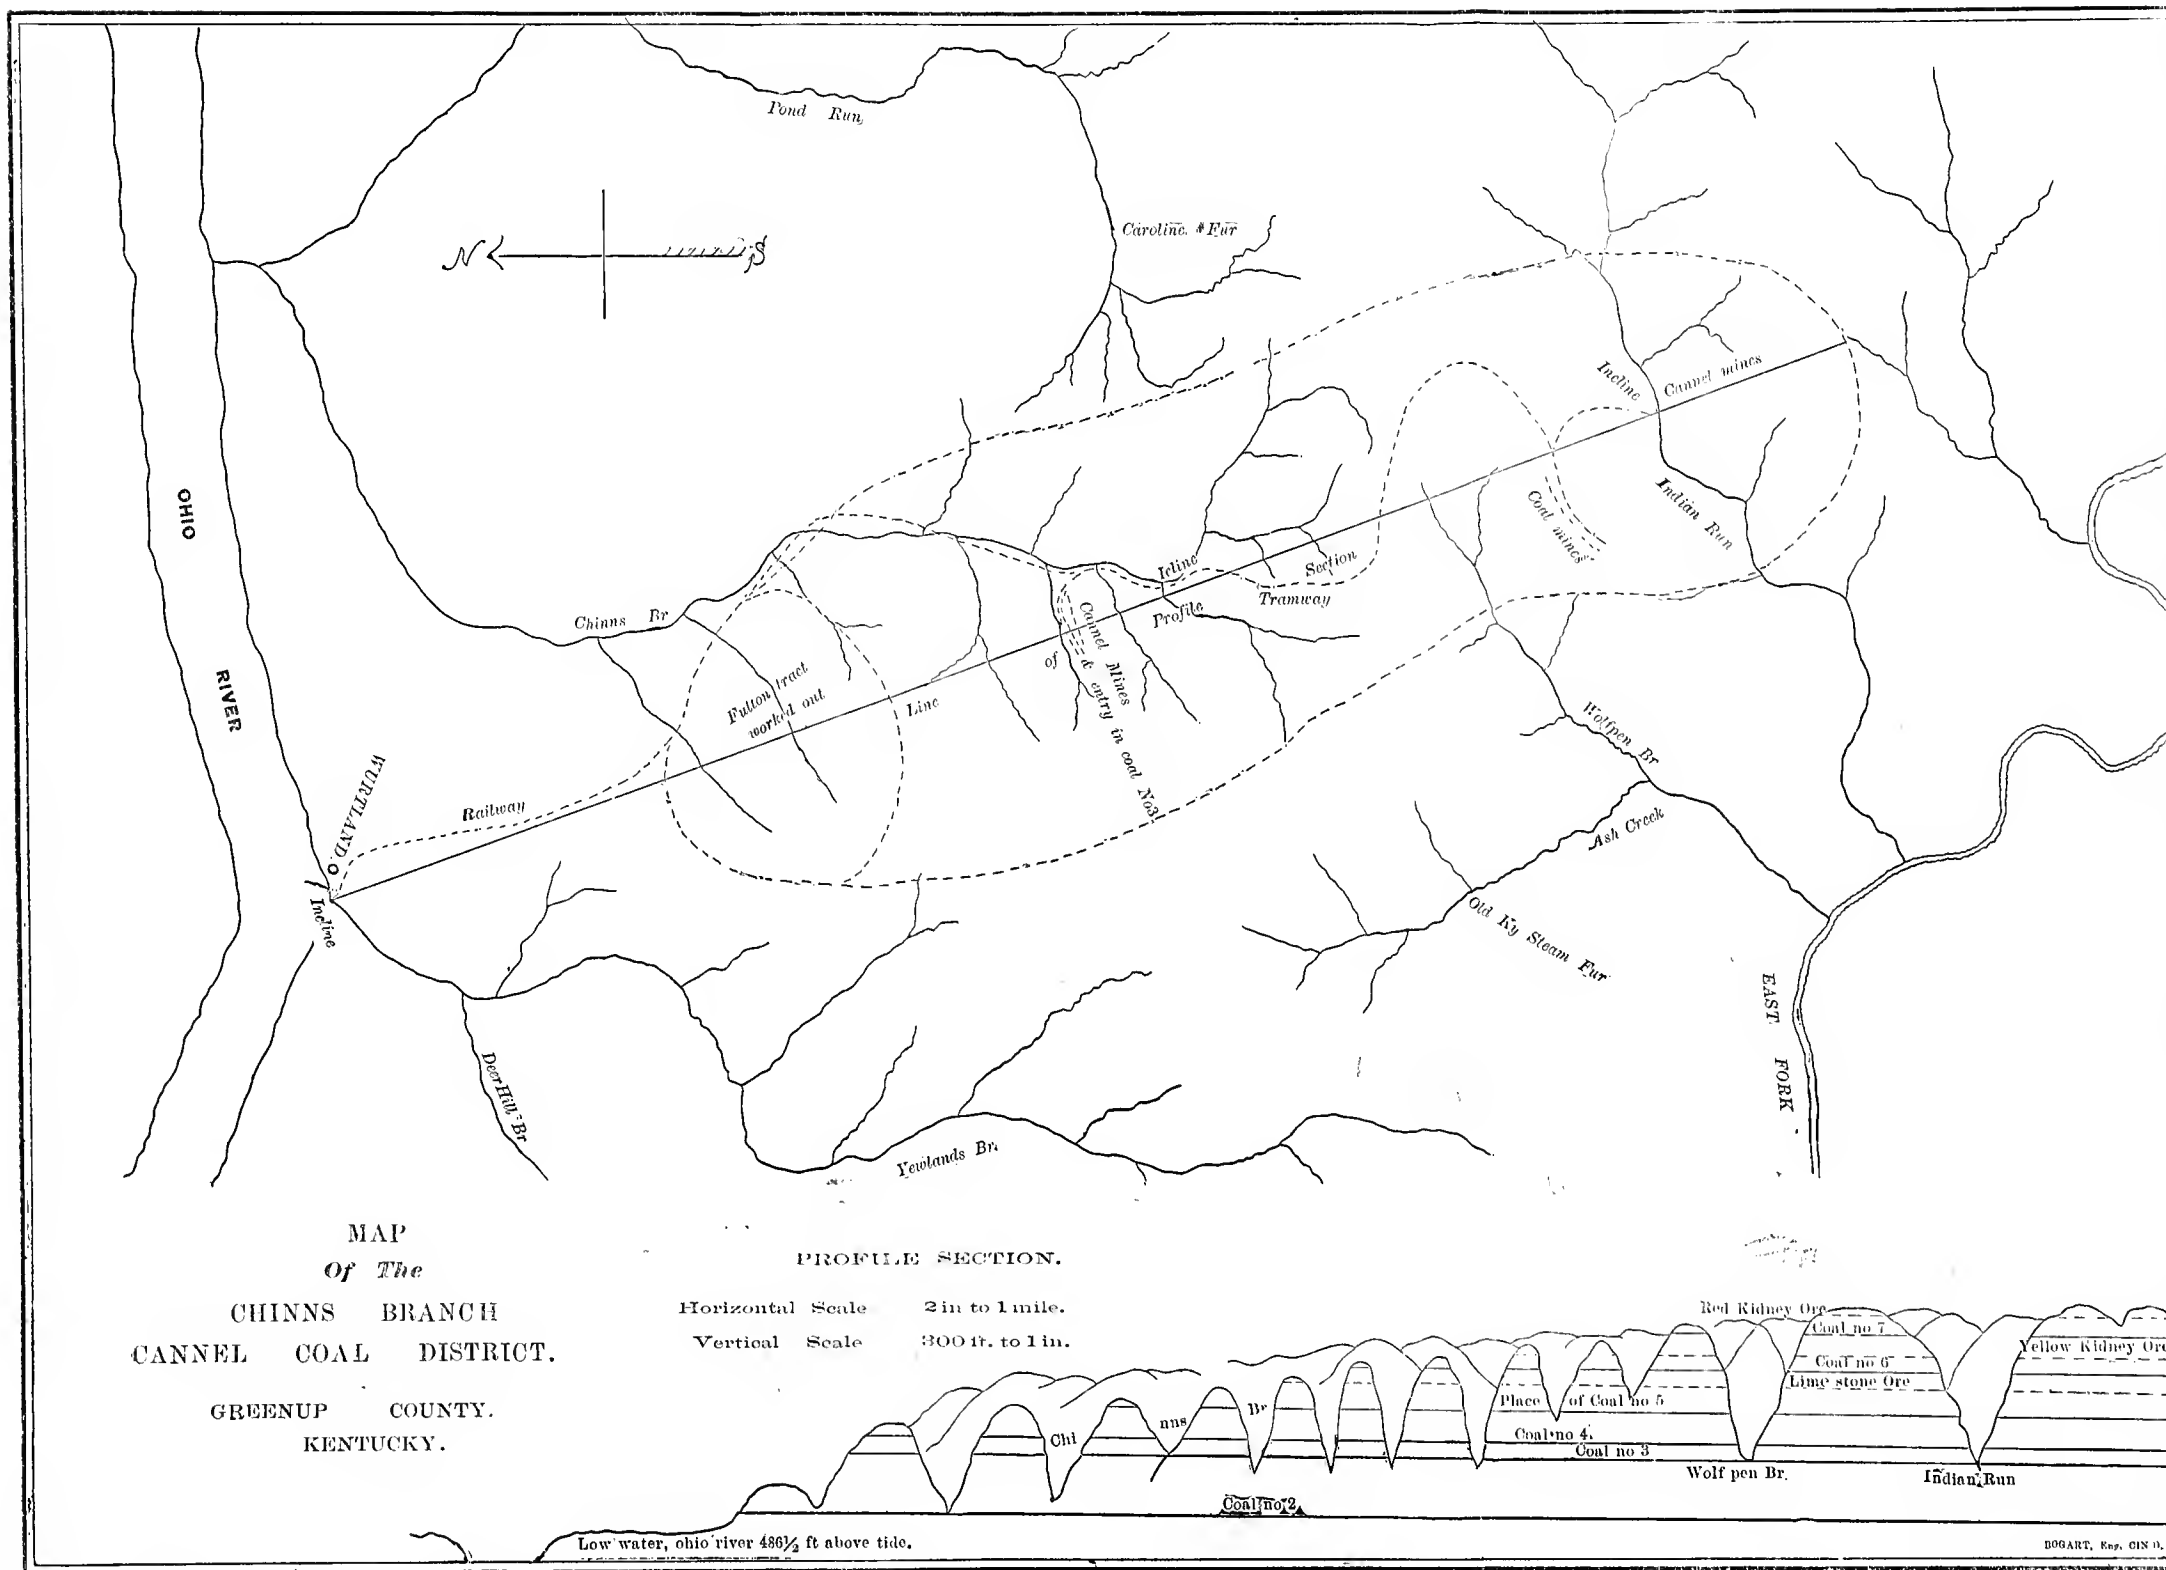 Pond Run
N S
Caroline. * Fur
OHIO
RIVER
Incline
Cannel mines
Coal mines
Indian Run
Chinns Br
Icline
Section
Tramway
Profile
of
Line
Cannel Mines
& entry in coal No3
Fulton tract
worked out
Railway
WURTLAND.
Incline
Wolfpen Br
Ash Creek
Old Ky Steam Fur
EAST FORK
Deer Hill Br
Yewlands Br.
MAP
Of The
CHINNS BRANCH
CANNEL COAL DISTRICT.
GREENUP COUNTY.
KENTUCKY.
PROFILE SECTION.
Horizontal Scale 2 in to 1 mile.
Vertical Scale 300 ft. to 1 in.
Red Kidney Ore
Coal no 7
Yellow Kidney Ore
Coal no 6
Lime stone Ore
Place of Coal no 5
Chinns Br
Coal no 4
Coal no 3
Wolf pen Br.
Indian Run
Coal no 2
Low water, ohio river 486½ ft above tide.
BOGART, Eng, CIN O.